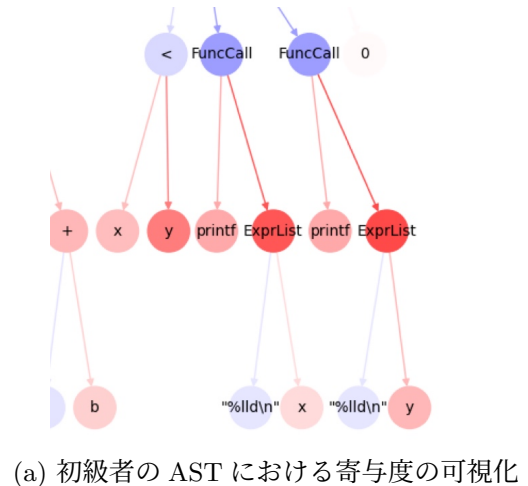 < FuncCall FuncCall 0
+ x y printf ExprList printf ExprList
b "%lld\n" x "%lld\n" y
(a) 初級者の AST における寄与度の可視化